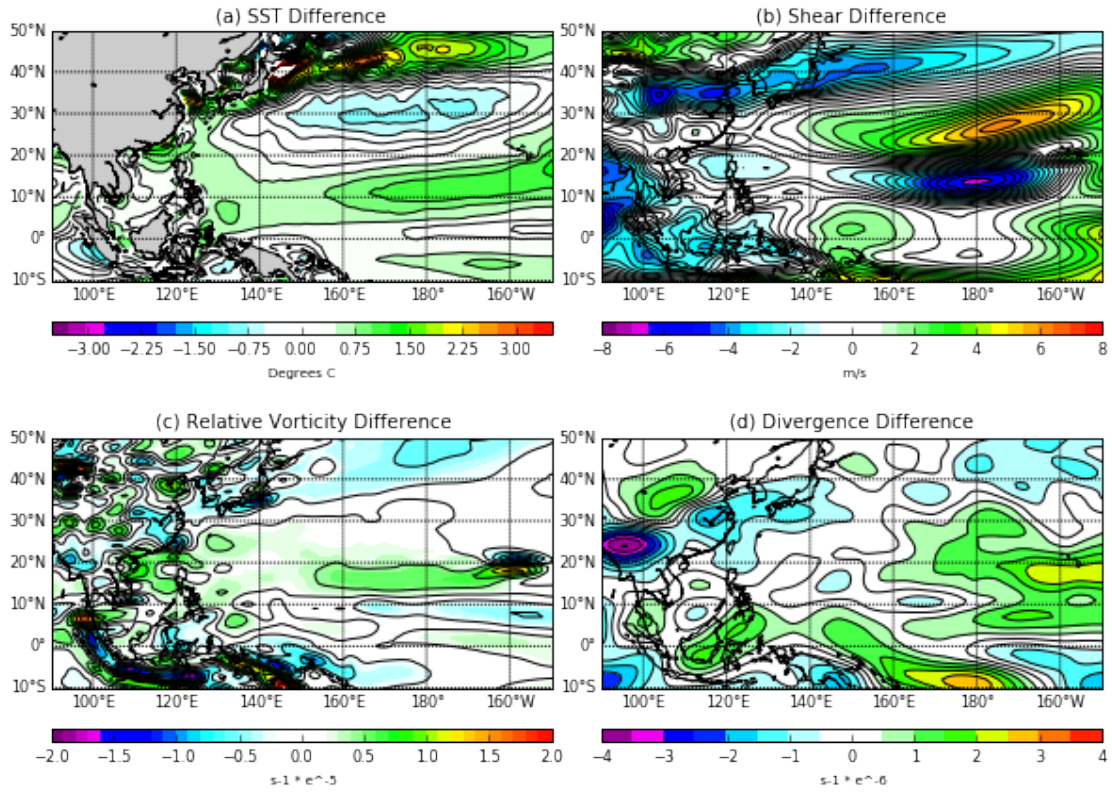 (a) SST Difference
50°N
40°N
30°N
20°N
10°N
0°
10°S
100°E 120°E 140°E 160°E 180° 160°W
−3.00 −2.25 −1.50 −0.75 0.00 0.75 1.50 2.25 3.00
Degrees C
(b) Shear Difference
50°N
40°N
30°N
20°N
10°N
0°
10°S
100°E 120°E 140°E 160°E 180° 160°W
−8 −6 −4 −2 0 2 4 6 8
m/s
(c) Relative Vorticity Difference
50°N
40°N
30°N
20°N
10°N
0°
10°S
100°E 120°E 140°E 160°E 180° 160°W
−2.0 −1.5 −1.0 −0.5 0.0 0.5 1.0 1.5 2.0
s-1 * e^-5
(d) Divergence Difference
50°N
40°N
30°N
20°N
10°N
0°
10°S
100°E 120°E 140°E 160°E 180° 160°W
−4 −3 −2 −1 0 1 2 3 4
s-1 * e^-6